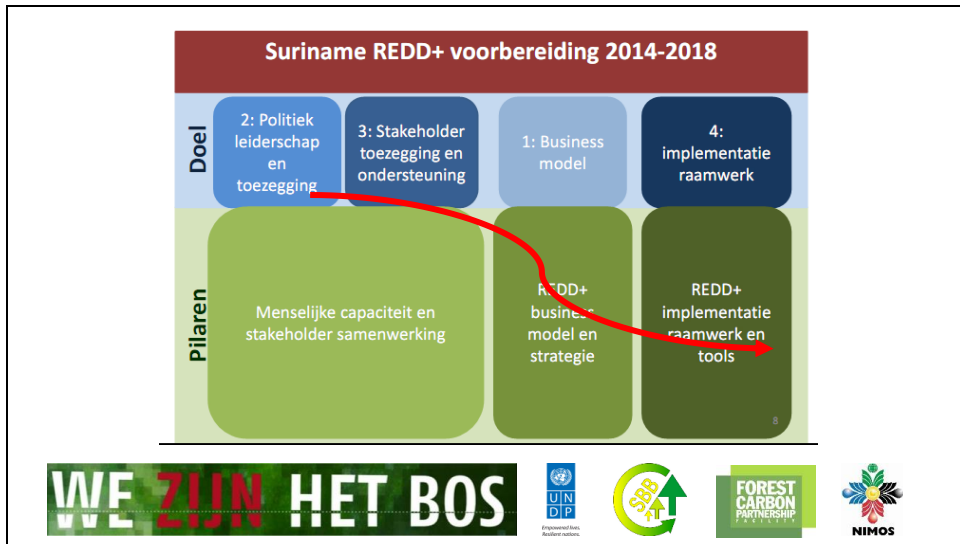 Suriname REDD+ voorbereiding 2014-2018
Doel
2: Politiek
leiderschap
en
toezegging
3: Stakeholder
toezegging en
ondersteuning
1: Business
model
4:
implementatie
raamwerk
Pilaren
Menselijke capaciteit en
stakeholder samenwerking
REDD+
business
model en
strategie
REDD+
implementatie
raamwerk en
tools
8
WE ZIJN HET BOS
U N
D P
Empowered lives.
Resilient nations.
SBB
FOREST
CARBON
PARTNERSHIP
FACILITY
NIMOS